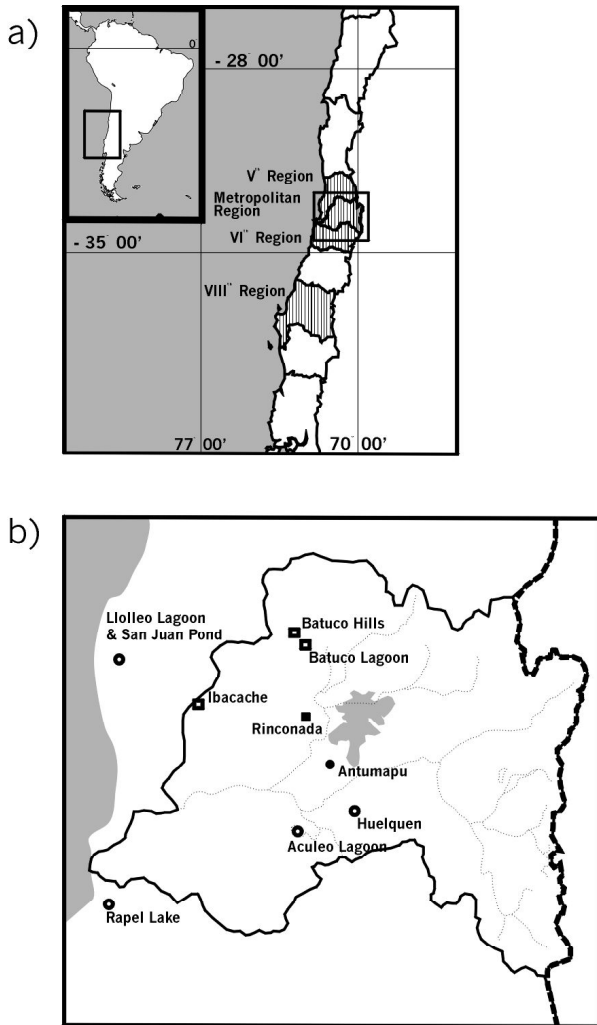 a)
0
- 28° 00'
V° Region
Metropolitan
Region
VI° Region
- 35° 00'
VIII° Region
77° 00'
70° 00'
b)
Llolleo Lagoon
& San Juan Pond
Batuco Hills
Batuco Lagoon
Ibacache
Rinconada
Antumapu
Huelquen
Aculeo Lagoon
Rapel Lake